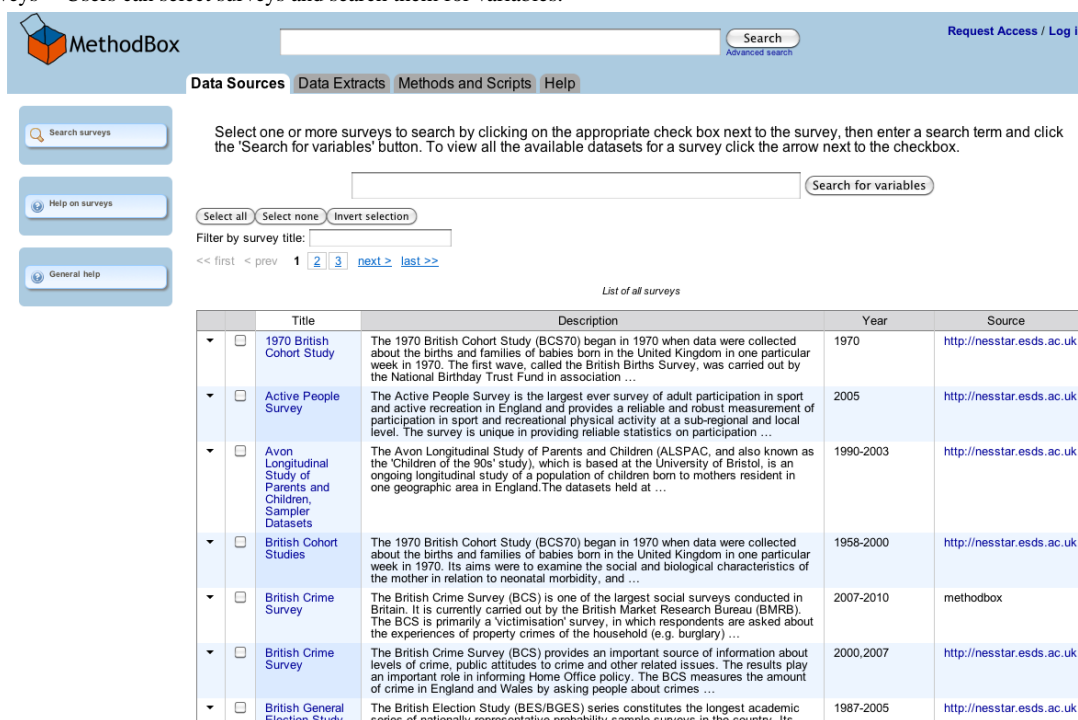 Users can select surveys and search them for variables.
MethodBox
Search
Advanced search
Request Access / Log i
Data Sources Data Extracts Methods and Scripts Help
Search surveys
Help on surveys
General help
Select one or more surveys to search by clicking on the appropriate check box next to the survey, then enter a search term and click
the 'Search for variables' button. To view all the available datasets for a survey click the arrow next to the checkbox.
Search for variables
Select all Select none Invert selection
Filter by survey title:
<< first < prev 1 2 3 next > last >>
List of all surveys
Title Description Year Source
1970 British
Cohort Study
The 1970 British Cohort Study (BCS70) began in 1970 when data were collected
about the births and families of babies born in the United Kingdom in one particular
week in 1970. The first wave, called the British Births Survey, was carried out by
the National Birthday Trust Fund in association ...
1970
http://nesstar.esds.ac.uk
Active People
Survey
The Active People Survey is the largest ever survey of adult participation in sport
and active recreation in England and provides a reliable and robust measurement of
participation in sport and recreational physical activity at a sub-regional and local
level. The survey is unique in providing reliable statistics on participation ...
2005
http://nesstar.esds.ac.uk
Avon
Longitudinal
Study of
Parents and
Children,
Sampler
Datasets
The Avon Longitudinal Study of Parents and Children (ALSPAC, and also known as
the 'Children of the 90s' study), which is based at the University of Bristol, is an
ongoing longitudinal study of a population of children born to mothers resident in
one geographic area in England.The datasets held at ...
1990-2003
http://nesstar.esds.ac.uk
British Cohort
Studies
The 1970 British Cohort Study (BCS70) began in 1970 when data were collected
about the births and families of babies born in the United Kingdom in one particular
week in 1970. Its aims were to examine the social and biological characteristics of
the mother in relation to neonatal morbidity, and ...
1958-2000
http://nesstar.esds.ac.uk
British Crime
Survey
The British Crime Survey (BCS) is one of the largest social surveys conducted in
Britain. It is currently carried out by the British Market Research Bureau (BMRB).
The BCS is primarily a 'victimisation' survey, in which respondents are asked about
the experiences of property crimes of the household (e.g. burglary) ...
2007-2010
methodbox
British Crime
Survey
The British Crime Survey (BCS) provides an important source of information about
levels of crime, public attitudes to crime and other related issues. The results play
an important role in informing Home Office policy. The BCS measures the amount
of crime in England and Wales by asking people about crimes ...
2000,2007
http://nesstar.esds.ac.uk
British General
Election Study
The British Election Study (BES/BGES) series constitutes the longest academic
series of nationally representative probability sample surveys in the country. Its
1987-2005
http://nesstar.esds.ac.uk